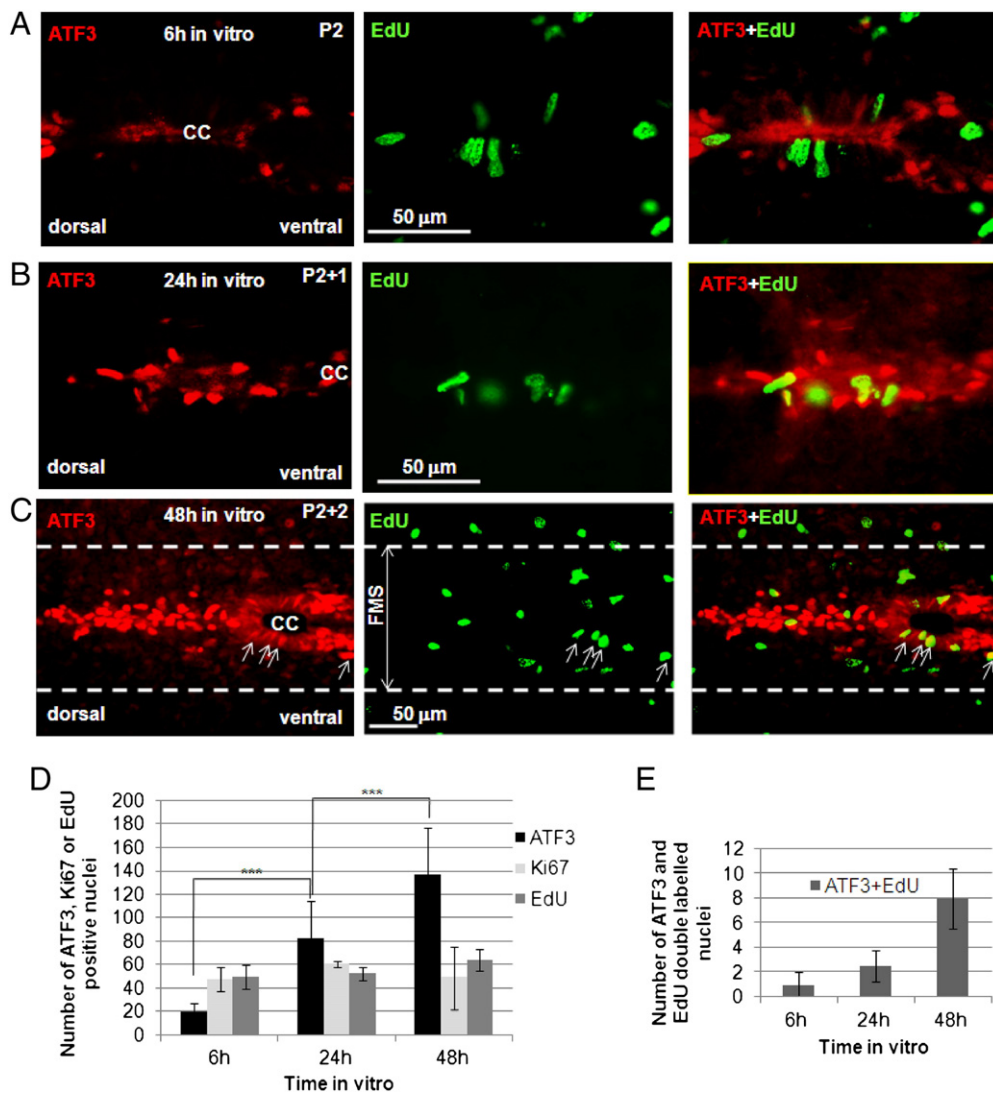 A
ATF3 6h in vitro P2
CC
dorsal ventral
EdU
50 μm
ATF3+EdU
B
ATF3 24h in vitro P2+1
CC
dorsal ventral
EdU
50 μm
ATF3+EdU
C
ATF3 48h in vitro P2+2
CC
dorsal ventral
EdU
FMS
50 μm
ATF3+EdU
D
Number of ATF3, Ki67 or EdU
positive nuclei
200
180
160
140
120
100
80
60
40
20
0
***
***
ATF3
Ki67
EdU
6h 24h 48h
Time in vitro
E
Number of ATF3 and
EdU double labelled
nuclei
12
10
8
6
4
2
0
ATF3+EdU
6h 24h 48h
Time in vitro